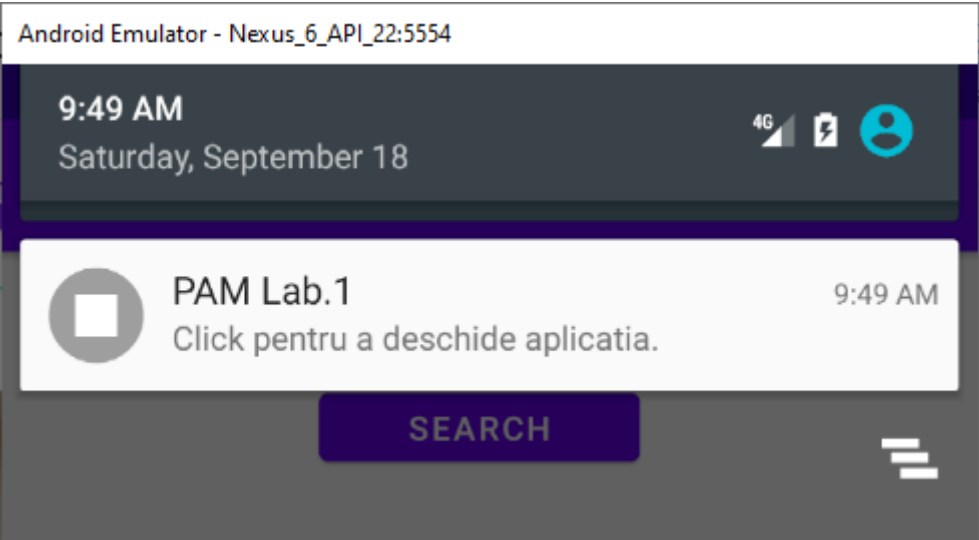 Android Emulator - Nexus_6_API_22:5554
9:49 AM
Saturday, September 18
4G
PAM Lab.1
9:49 AM
Click pentru a deschide aplicatia.
SEARCH